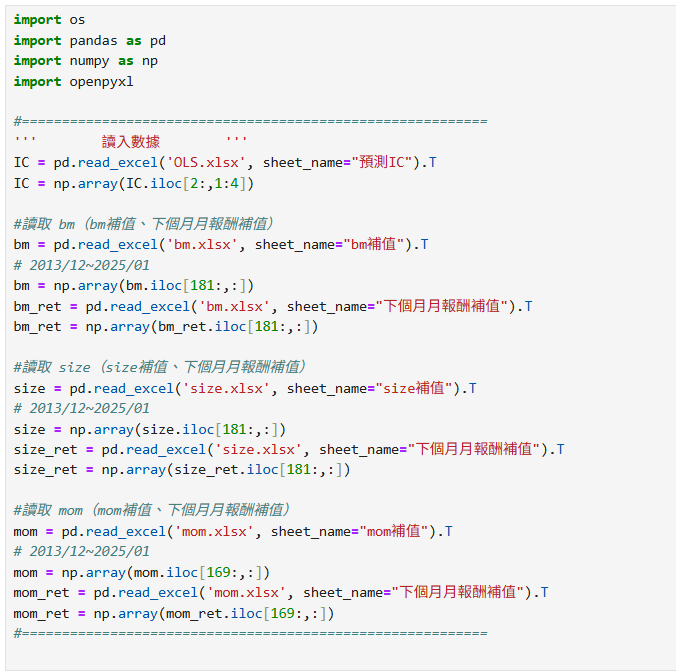 import os
import pandas as pd
import numpy as np
import openpyxl
#==========================================================
'''        讀入數據        '''
IC = pd.read_excel('OLS.xlsx', sheet_name="預測IC").T
IC = np.array(IC.iloc[2:,1:4])
#讀取 bm（bm補值、下個月月報酬補值）
bm = pd.read_excel('bm.xlsx', sheet_name="bm補值").T
# 2013/12~2025/01
bm = np.array(bm.iloc[181:,:])
bm_ret = pd.read_excel('bm.xlsx', sheet_name="下個月月報酬補值").T
bm_ret = np.array(bm_ret.iloc[181:,:])
#讀取 size（size補值、下個月月報酬補值）
size = pd.read_excel('size.xlsx', sheet_name="size補值").T
# 2013/12~2025/01
size = np.array(size.iloc[181:,:])
size_ret = pd.read_excel('size.xlsx', sheet_name="下個月月報酬補值").T
size_ret = np.array(size_ret.iloc[181:,:])
#讀取 mom（mom補值、下個月月報酬補值）
mom = pd.read_excel('mom.xlsx', sheet_name="mom補值").T
# 2013/12~2025/01
mom = np.array(mom.iloc[169:,:])
mom_ret = pd.read_excel('mom.xlsx', sheet_name="下個月月報酬補值").T
mom_ret = np.array(mom_ret.iloc[169:,:])
#==========================================================